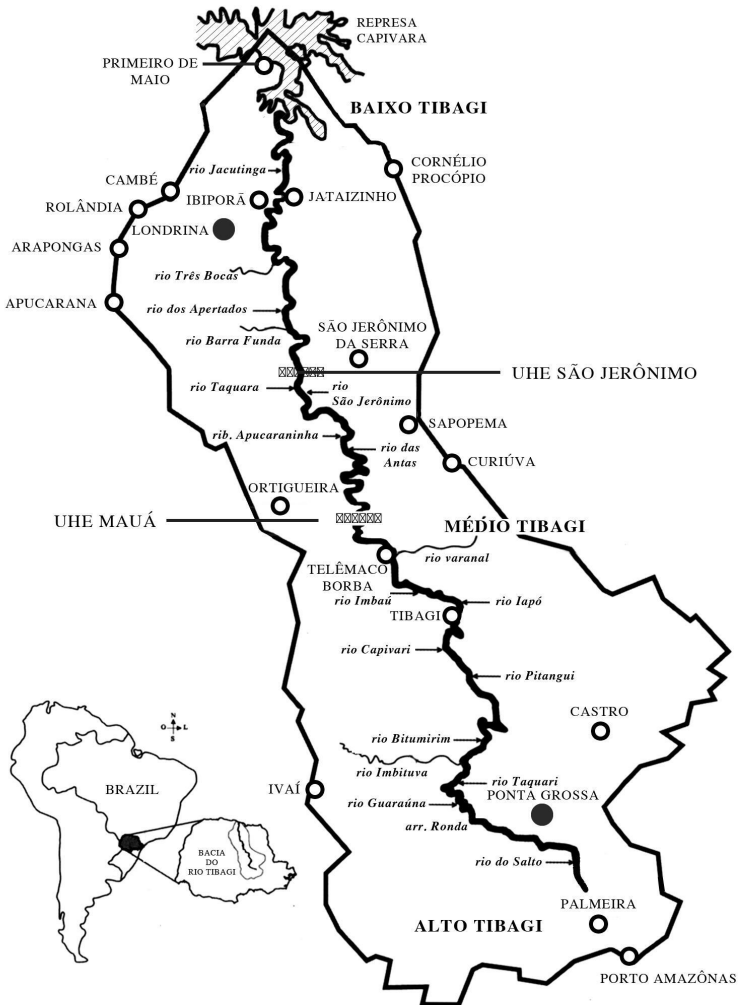 REPRESA
CAPIVARA
PRIMEIRO DE
MAIO
BAIXO TIBAGI
CORNÉLIO
PROCÓPIO
rio Jacutinga
CAMBÉ
IBIPORÃ
JATAIZINHO
ROLÂNDIA
LONDRINA
ARAPONGAS
rio Três Bocas
APUCARANA
rio dos Apertados
SÃO JERÔNIMO
DA SERRA
rio Barra Funda
UHE SÃO JERÔNIMO
rio Taquara
rio
São Jerônimo
SAPOPEMA
rib. Apucaraninha
rio das
Antas
CURIÚVA
ORTIGUEIRA
UHE MAUÁ
MÉDIO TIBAGI
rio varanal
TELÊMACO
BORBA
rio Imbaú
rio Iapó
TIBAGI
rio Capivari
rio Pitangui
CASTRO
N
O L
S
rio Bitumirim
rio Imbituva
BRAZIL
IVAÍ
rio Taquari
PONTA GROSSA
rio Guaraúna
arr. Ronda
BACIA
DO
RIO TIBAGI
rio do Salto
PALMEIRA
ALTO TIBAGI
PORTO AMAZÔNAS